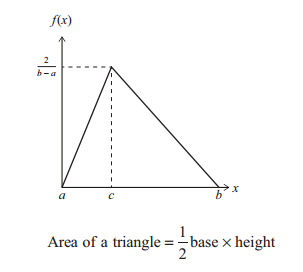 f(x)
2/(b – a)
a c b x
Area of a triangle = 1/2 base × height